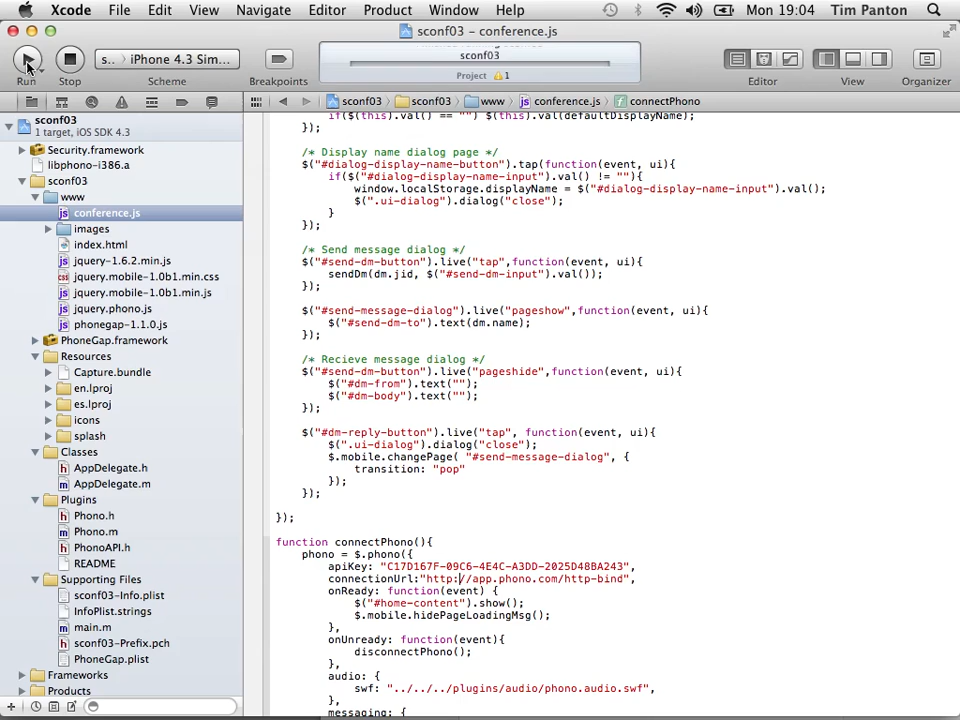 Xcode File Edit View Navigate Editor Product Window Help Mon 19:04 Tim Panton
sconf03 – conference.js
s.. iPhone 4.3 Sim...
sconf03
Project 1
Run Stop Scheme Breakpoints Editor View Organizer
sconf03 sconf03 www conference.js connectPhono
sconf03
1 target, iOS SDK 4.3
Security.framework
libphono-i386.a
sconf03
www
conference.js
images
index.html
jquery-1.6.2.min.js
jquery.mobile-1.0b1.min.css
jquery.mobile-1.0b1.min.js
jquery.phono.js
phonegap-1.1.0.js
PhoneGap.framework
Resources
Capture.bundle
en.lproj
es.lproj
icons
splash
Classes
AppDelegate.h
AppDelegate.m
Plugins
Phono.h
Phono.m
PhonoAPI.h
README
Supporting Files
sconf03-Info.plist
InfoPlist.strings
main.m
sconf03-Prefix.pch
PhoneGap.plist
Frameworks
Products
if($(this).val() == "") $(this).val(defaultDisplayName);
});
/* Display name dialog page */
$("#dialog-display-name-button").tap(function(event, ui){
if($("#dialog-display-name-input").val() != ""){
window.localStorage.displayName = $("#dialog-display-name-input").val();
$(".ui-dialog").dialog("close");
}
});
/* Send message dialog */
$("#send-dm-button").live("tap",function(event, ui){
sendDm(dm.jid, $("#send-dm-input").val());
});
$("#send-message-dialog").live("pageshow",function(event, ui){
$("#send-dm-to").text(dm.name);
});
/* Recieve message dialog */
$("#send-dm-button").live("pageshide",function(event, ui){
$("#dm-from").text("");
$("#dm-body").text("");
});
$("#dm-reply-button").live("tap", function(event, ui){
$(".ui-dialog").dialog("close");
$.mobile.changePage( "#send-message-dialog", {
transition: "pop"
});
});
});
function connectPhono(){
phono = $.phono({
apiKey: "C17D167F-09C6-4E4C-A3DD-2025D48BA243",
connectionUrl:"http://app.phono.com/http-bind",
onReady: function(event) {
$("#home-content").show();
$.mobile.hidePageLoadingMsg();
},
onUnready: function(event){
disconnectPhono();
},
audio: {
swf: "../../../plugins/audio/phono.audio.swf",
},
messaging: {